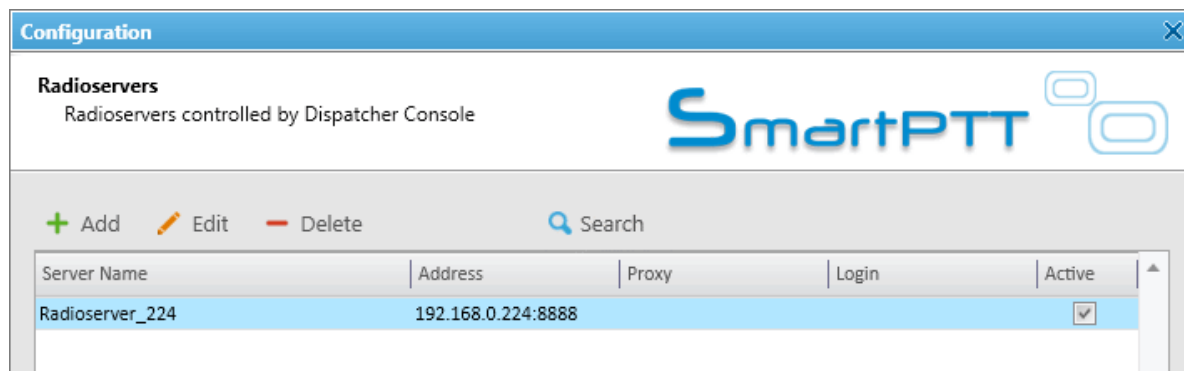 Configuration
Radioservers
Radioservers controlled by Dispatcher Console
SmartPTT
Add Edit Delete Search
Server Name Address Proxy Login Active
Radioserver_224 192.168.0.224:8888